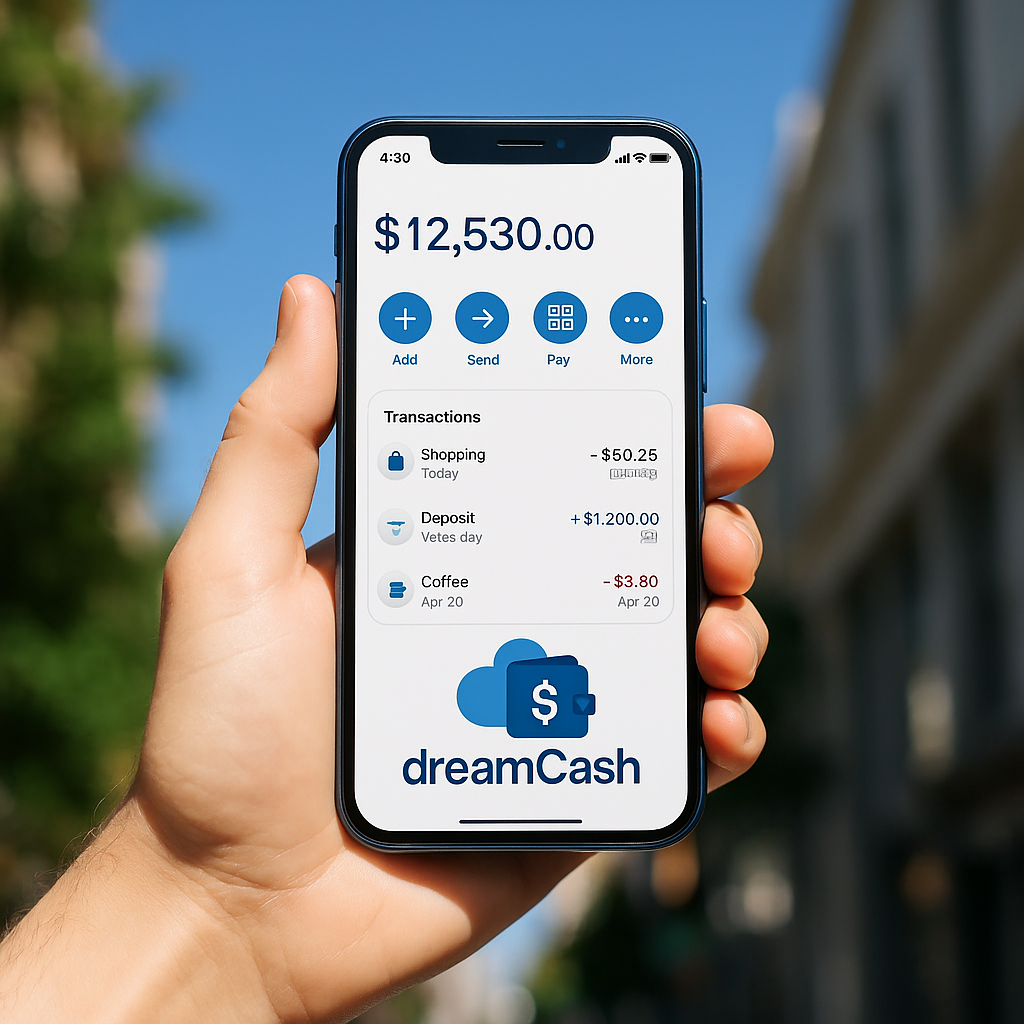 4:30
$12,530.00
Add Send Pay More
Transactions
Shopping -$50.25
Today
Deposit +$1.200.00
Vetes day
Coffee -$3.80
Apr 20 Apr 20
$
dreamCash